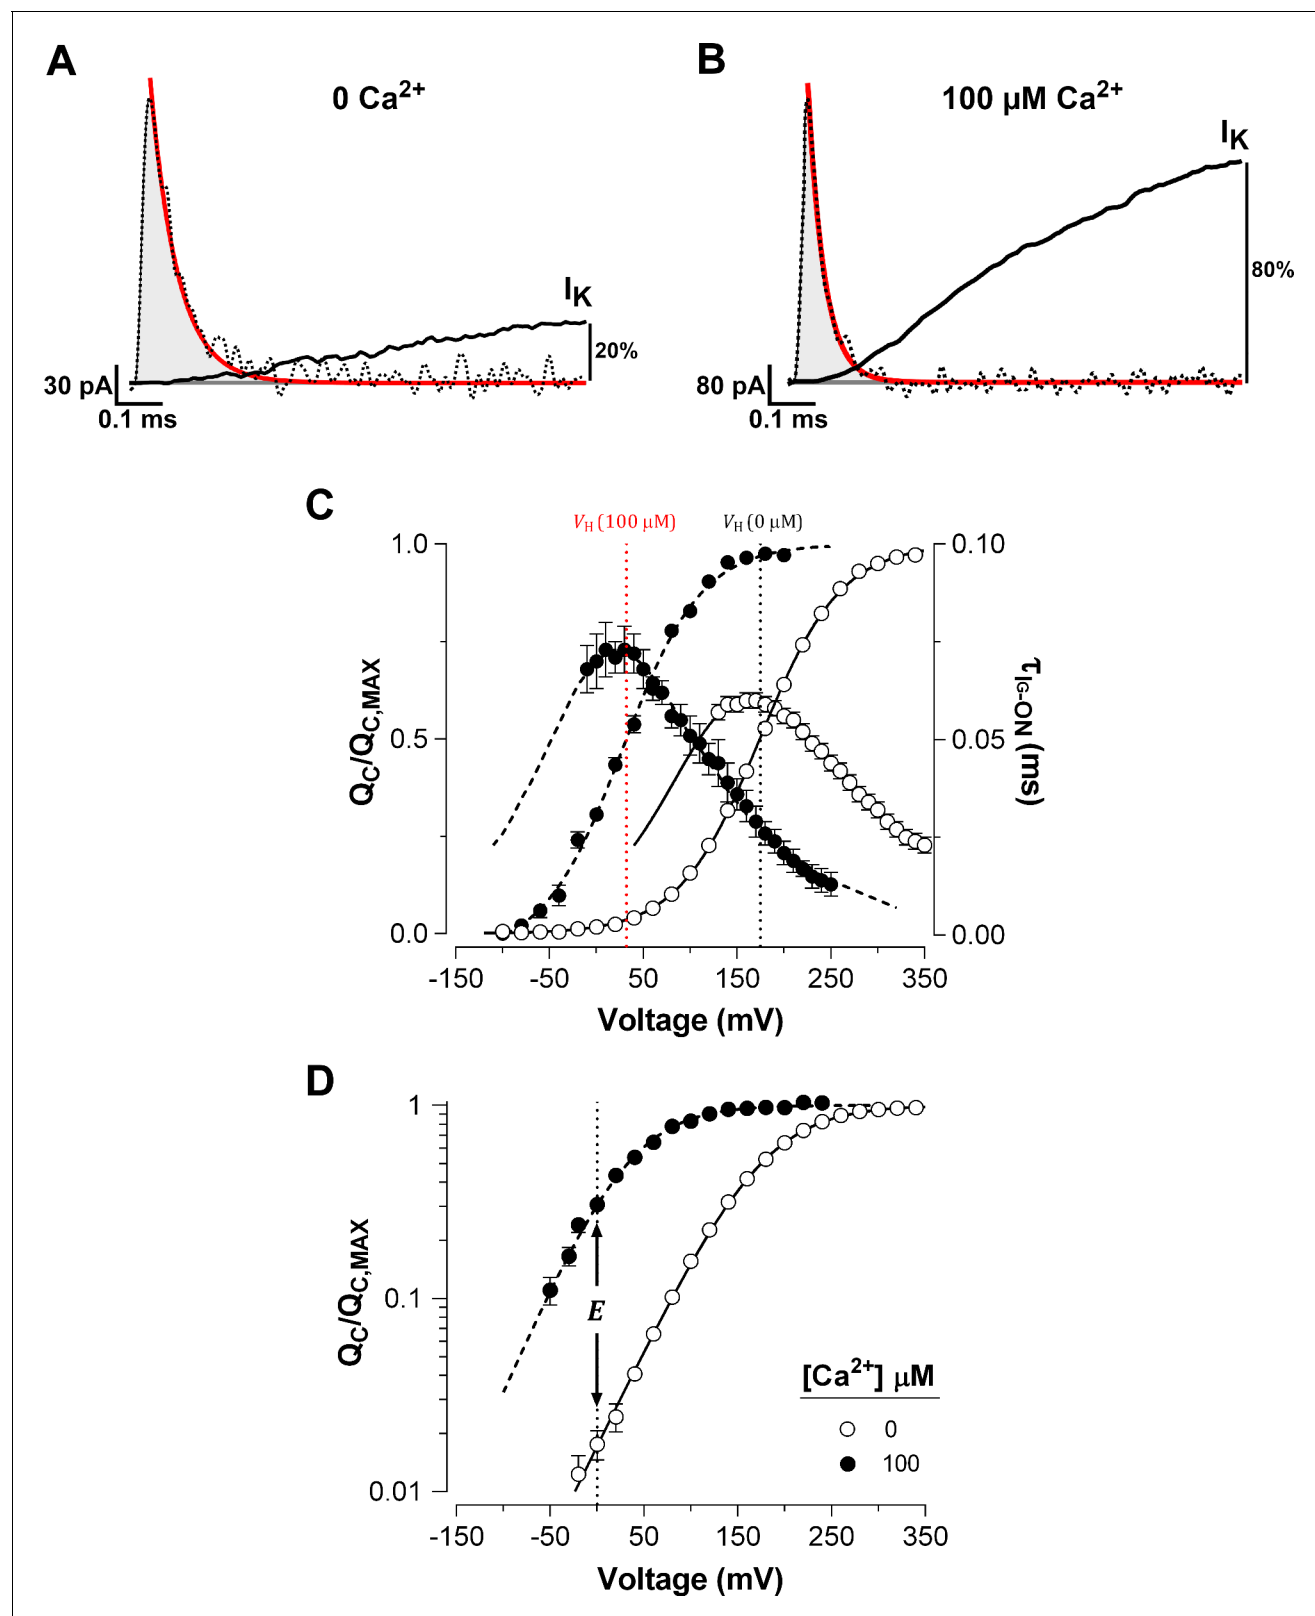 A
0 Ca2+
IK
20%
30 pA
0.1 ms
B
100 µM Ca2+
IK
80%
80 pA
0.1 ms
C
VH (100 µM)
VH (0 µM)
1.0
0.5
0.0
QC/QC,MAX
0.10
0.05
0.00
τIG-ON (ms)
-150
-50
50
150
250
350
Voltage (mV)
D
1
0.1
0.01
QC/QC,MAX
E
[Ca2+] µM
0
100
-150
-50
50
150
250
350
Voltage (mV)